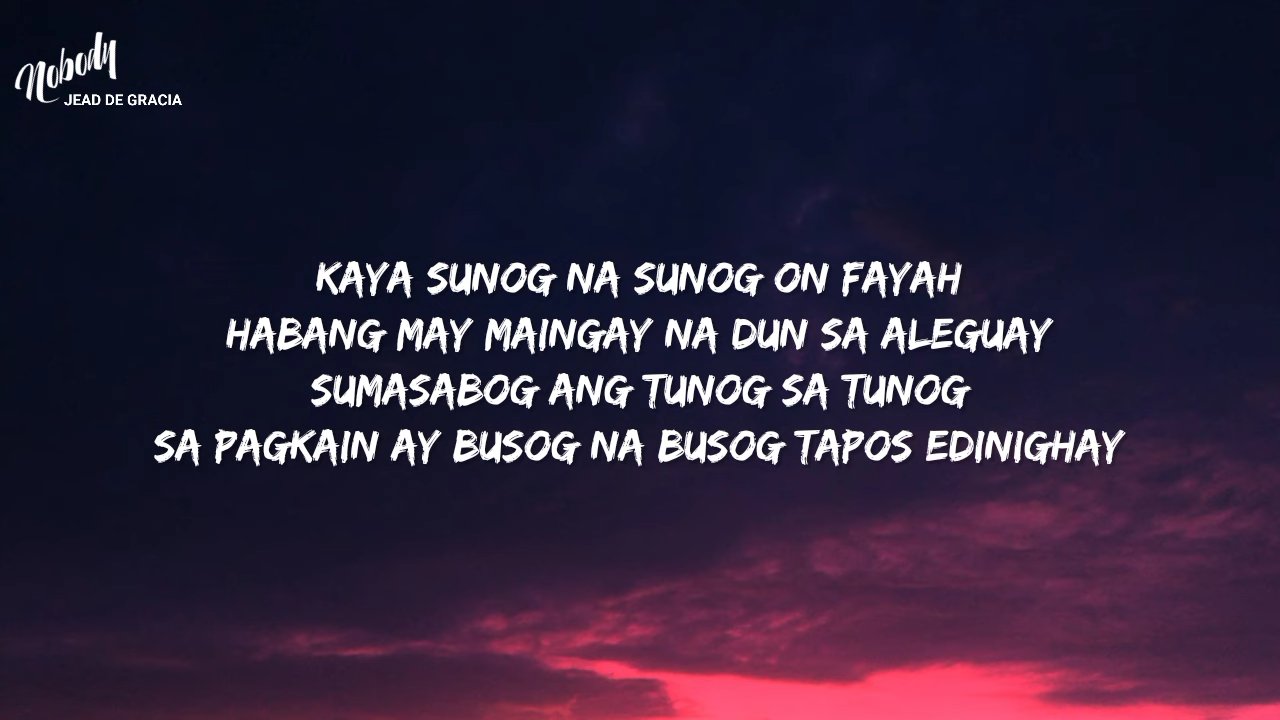 Nobody
JEAD DE GRACIA
KAYA SUNOG NA SUNOG ON FAYAH
HABANG MAY MAINGAY NA DUN SA ALEGUAY
SUMASABOG ANG TUNOG SA TUNOG
SA PAGKAIN AY BUSOG NA BUSOG TAPOS EDINIGHAY